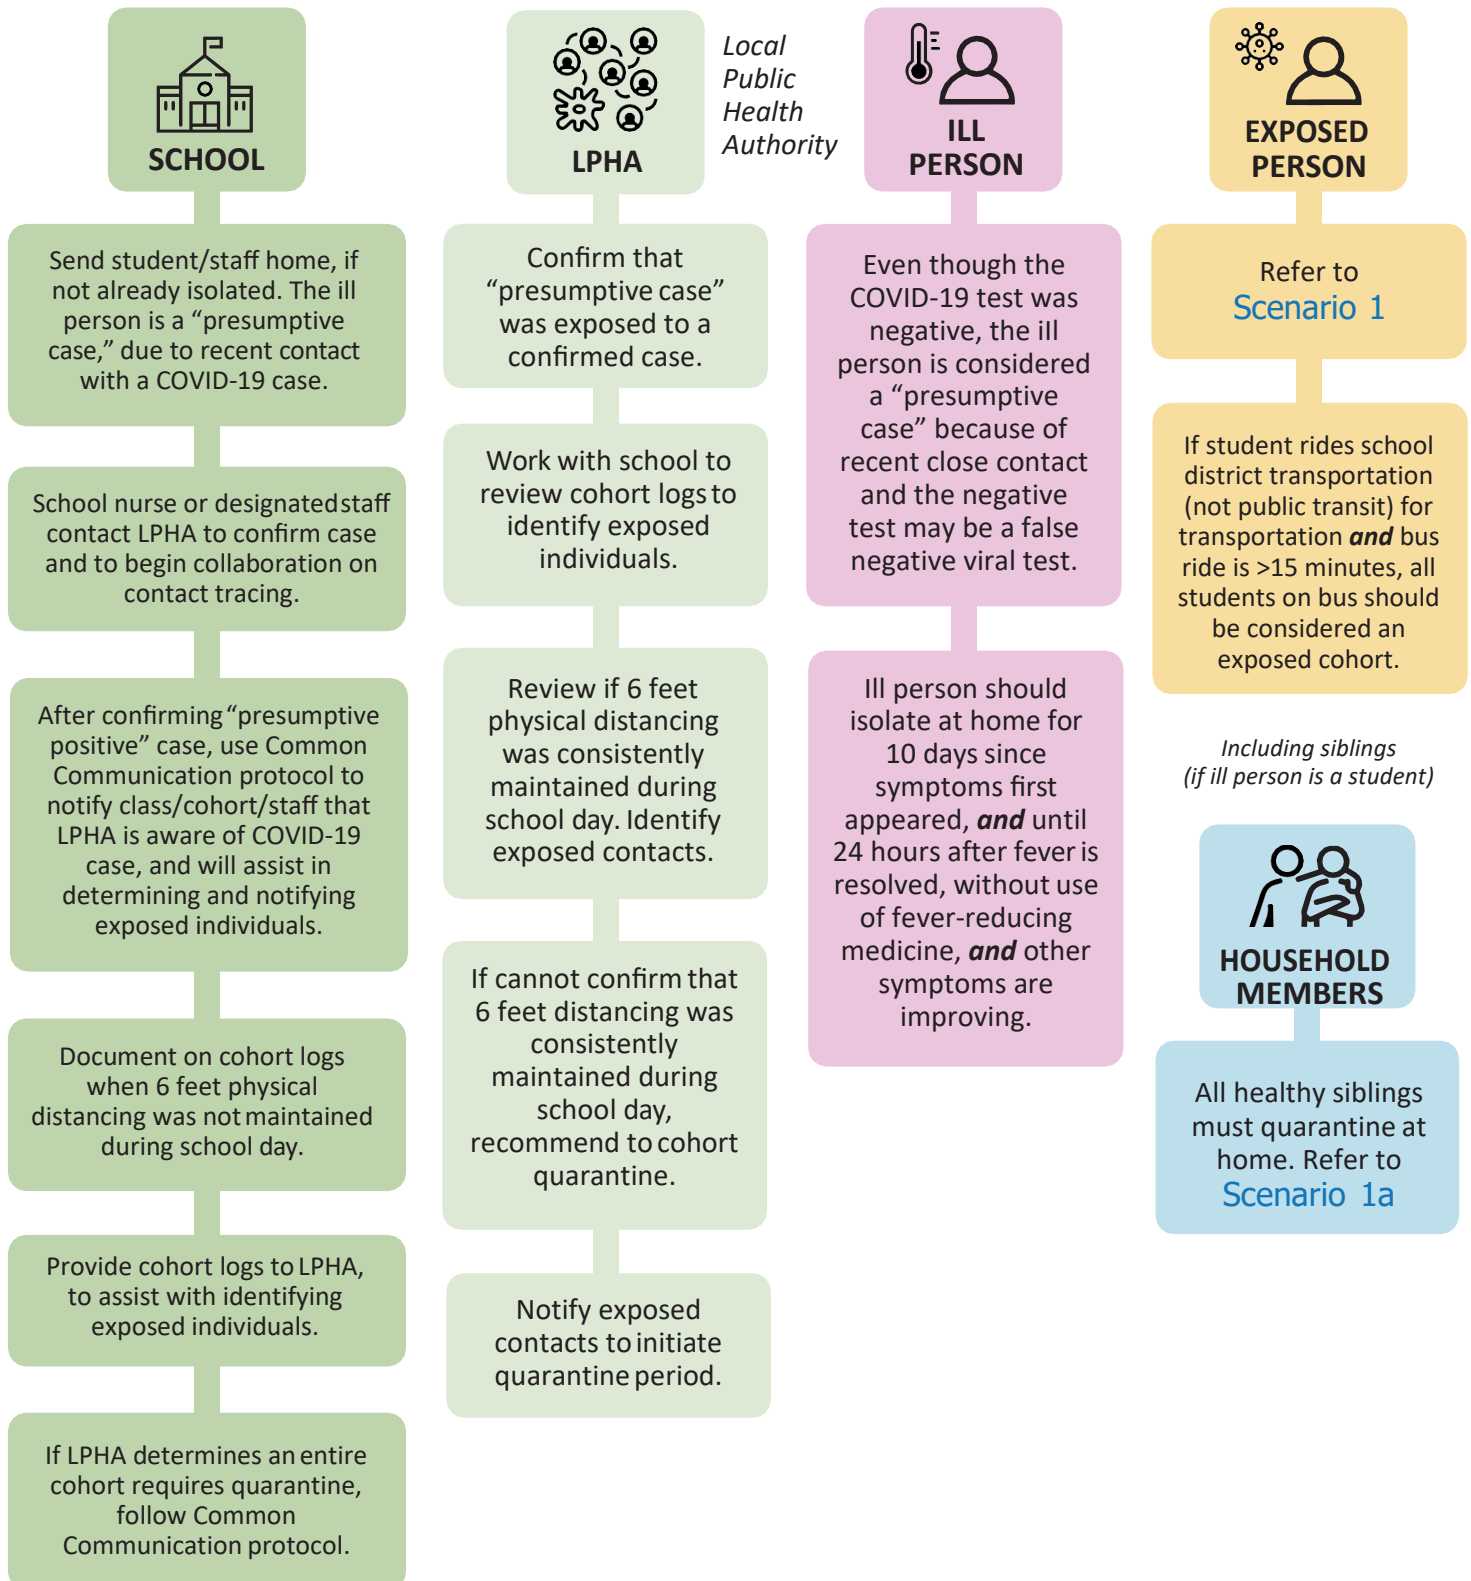 SCHOOL
Send student/staff home, if
not already isolated. The ill
person is a “presumptive
case,” due to recent contact
with a COVID-19 case.
School nurse or designated staff
contact LPHA to confirm case
and to begin collaboration on
contact tracing.
After confirming “presumptive
positive” case, use Common
Communication protocol to
notify class/cohort/staff that
LPHA is aware of COVID-19
case, and will assist in
determining and notifying
exposed individuals.
Document on cohort logs
when 6 feet physical
distancing was not maintained
during school day.
Provide cohort logs to LPHA,
to assist with identifying
exposed individuals.
If LPHA determines an entire
cohort requires quarantine,
follow Common
Communication protocol.
LPHA
Local
Public
Health
Authority
Confirm that
“presumptive case”
was exposed to a
confirmed case.
Work with school to
review cohort logs to
identify exposed
individuals.
Review if 6 feet
physical distancing
was consistently
maintained during
school day. Identify
exposed contacts.
If cannot confirm that
6 feet distancing was
consistently
maintained during
school day,
recommend to cohort
quarantine.
Notify exposed
contacts to initiate
quarantine period.
ILL
PERSON
Even though the
COVID-19 test was
negative, the ill
person is considered
a “presumptive
case” because of
recent close contact
and the negative
test may be a false
negative viral test.
Ill person should
isolate at home for
10 days since
symptoms first
appeared, and until
24 hours after fever is
resolved, without use
of fever-reducing
medicine, and other
symptoms are
improving.
EXPOSED
PERSON
Refer to
Scenario 1
If student rides school
district transportation
(not public transit) for
transportation and bus
ride is >15 minutes, all
students on bus should
be considered an
exposed cohort.
Including siblings
(if ill person is a student)
HOUSEHOLD
MEMBERS
All healthy siblings
must quarantine at
home. Refer to
Scenario 1a